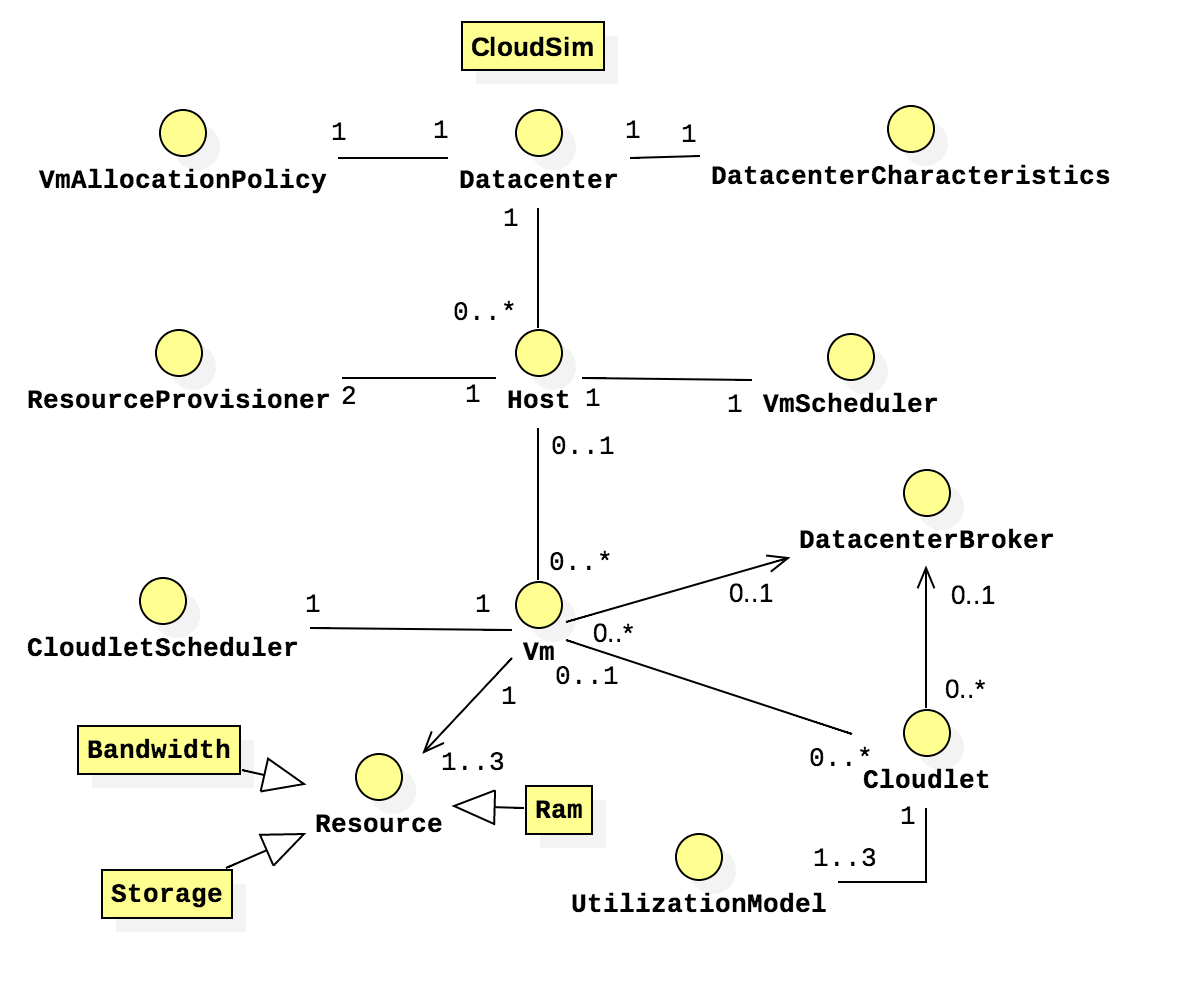 CloudSim
1 1 1 1
VmAllocationPolicy Datacenter DatacenterCharacteristics
1
0..*
ResourceProvisioner 2 1 Host 1 1 VmScheduler
0..1
DatacenterBroker
0..*
0..1 0..1
1 1
CloudletScheduler Vm 0..*
0..1
1 0..*
Bandwidth 1..3 0..* Cloudlet
Resource Ram 1
1..3
Storage UtilizationModel